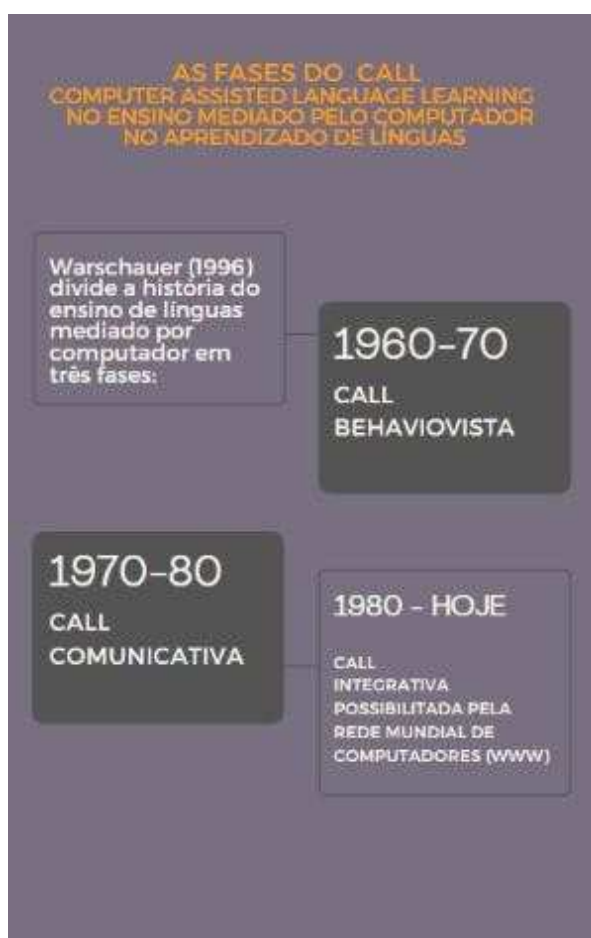 AS FASES DO CALL
COMPUTER ASSISTED LANGUAGE LEARNING
NO ENSINO MEDIADO PELO COMPUTADOR
NO APRENDIZADO DE LÍNGUAS
Warschauer (1996)
divide a história do
ensino de línguas
mediado por
computador em
três fases:
1960-70
CALL
BEHAVIOVISTA
1970-80
CALL
COMUNICATIVA
1980 - HOJE
CALL
INTEGRATIVA
POSSIBILITADA PELA
REDE MUNDIAL DE
COMPUTADORES (WWW)